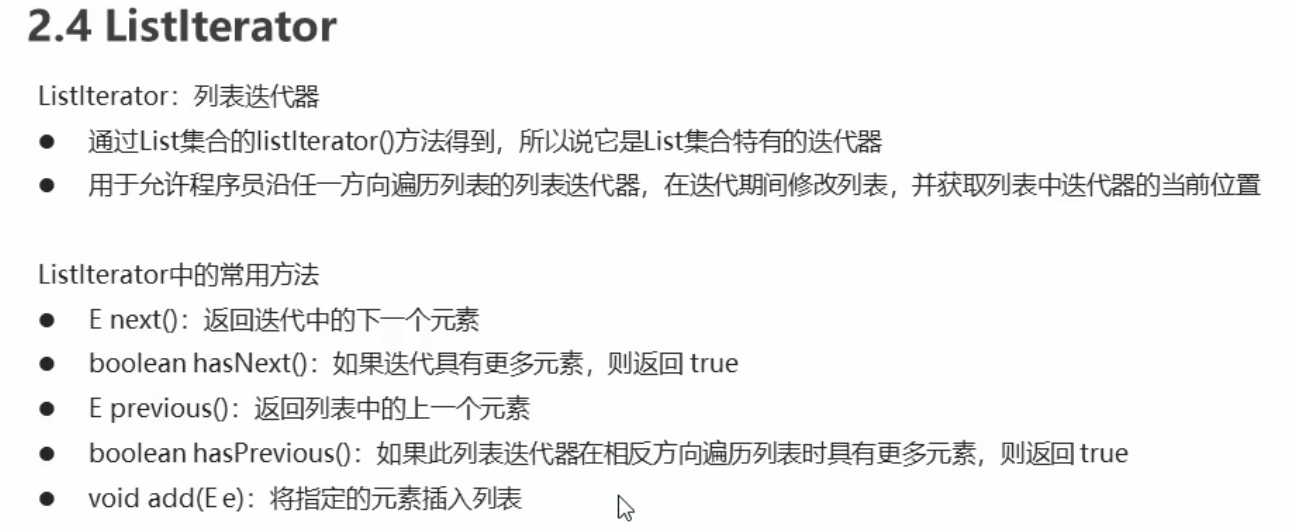 2.4 ListIterator
ListIterator：列表迭代器
● 通过List集合的listIterator()方法得到，所以说它是List集合特有的迭代器
● 用于允许程序员沿任一方向遍历列表的列表迭代器，在迭代期间修改列表，并获取列表中迭代器的当前位置
ListIterator中的常用方法
● E next()：返回迭代中的下一个元素
● boolean hasNext()：如果迭代具有更多元素，则返回 true
● E previous()：返回列表中的上一个元素
● boolean hasPrevious()：如果此列表迭代器在相反方向遍历列表时具有更多元素，则返回 true
● void add(E e)：将指定的元素插入列表